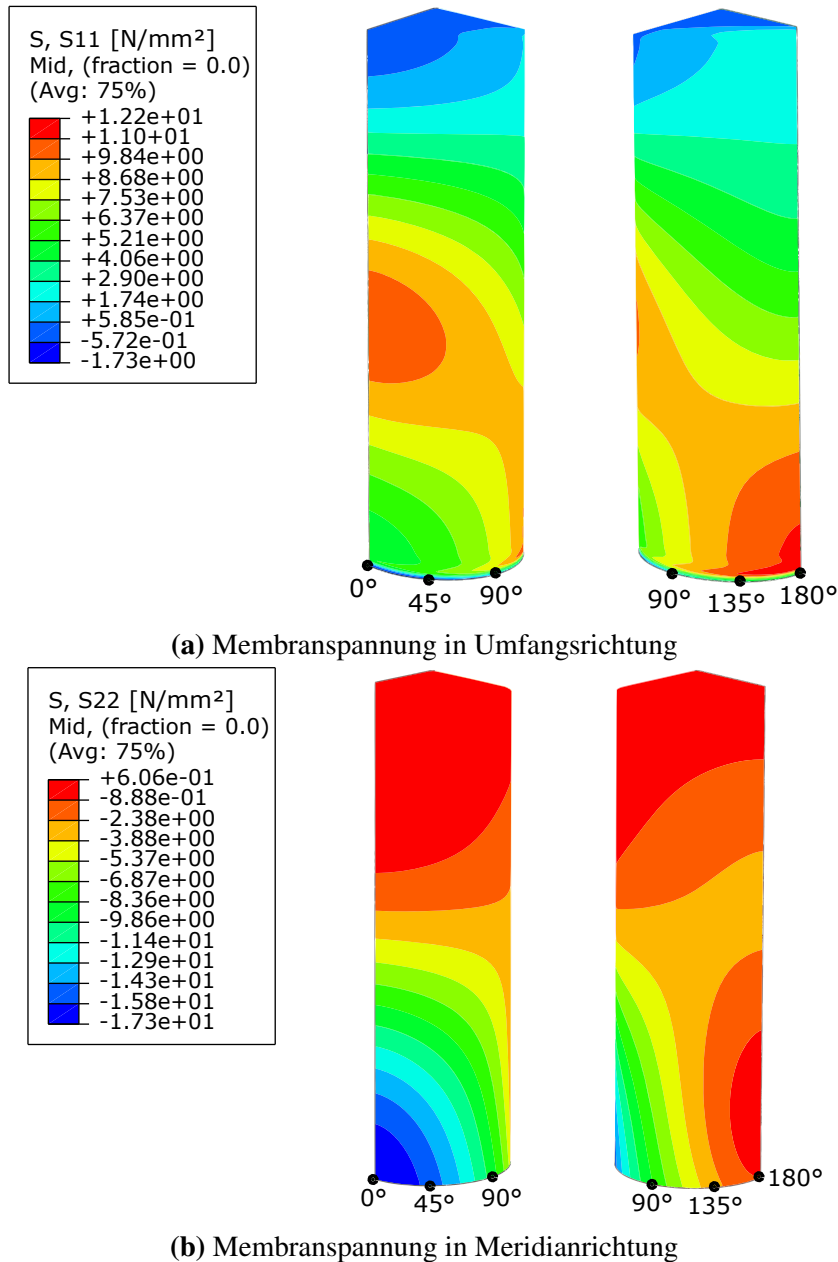 S, S11 [N/mm²]
Mid, (fraction = 0.0)
(Avg: 75%)
+1.22e+01
+1.10+01
+9.84e+00
+8.68e+00
+7.53e+00
+6.37e+00
+5.21e+00
+4.06e+00
+2.90e+00
+1.74e+00
+5.85e-01
-5.72e-01
-1.73e+00
0°
45°
90°
90°
135°
180°
(a) Membranspannung in Umfangsrichtung
S, S22 [N/mm²]
Mid, (fraction = 0.0)
(Avg: 75%)
+6.06e-01
-8.88e-01
-2.38e+00
-3.88e+00
-5.37e+00
-6.87e+00
-8.36e+00
-9.86e+00
-1.14e+01
-1.29e+01
-1.43e+01
-1.58e+01
-1.73e+01
0°
45°
90°
90°
135°
180°
(b) Membranspannung in Meridianrichtung